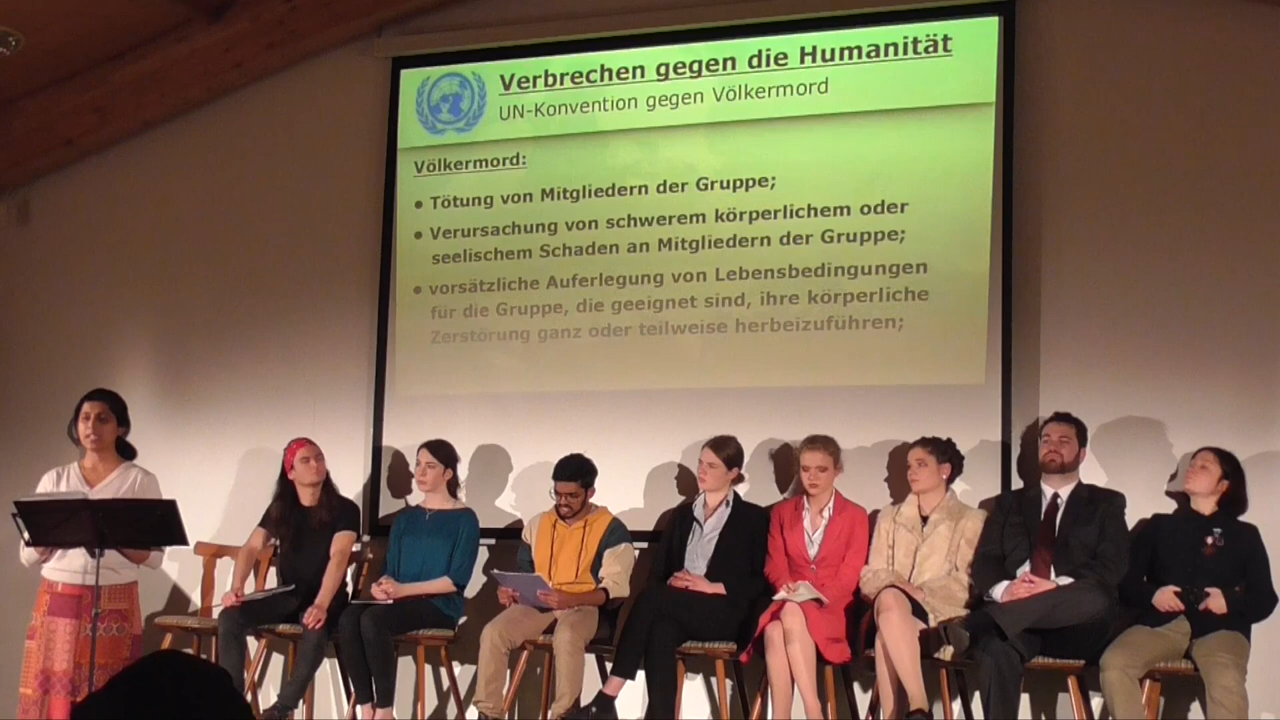 Verbrechen gegen die Humanität
UN-Konvention gegen Völkermord
Völkermord:
• Tötung von Mitgliedern der Gruppe;
• Verursachung von schwerem körperlichem oder
seelischem Schaden an Mitgliedern der Gruppe;
• vorsätzliche Auferlegung von Lebensbedingungen
für die Gruppe, die geeignet sind, ihre körperliche
Zerstörung ganz oder teilweise herbeizuführen;